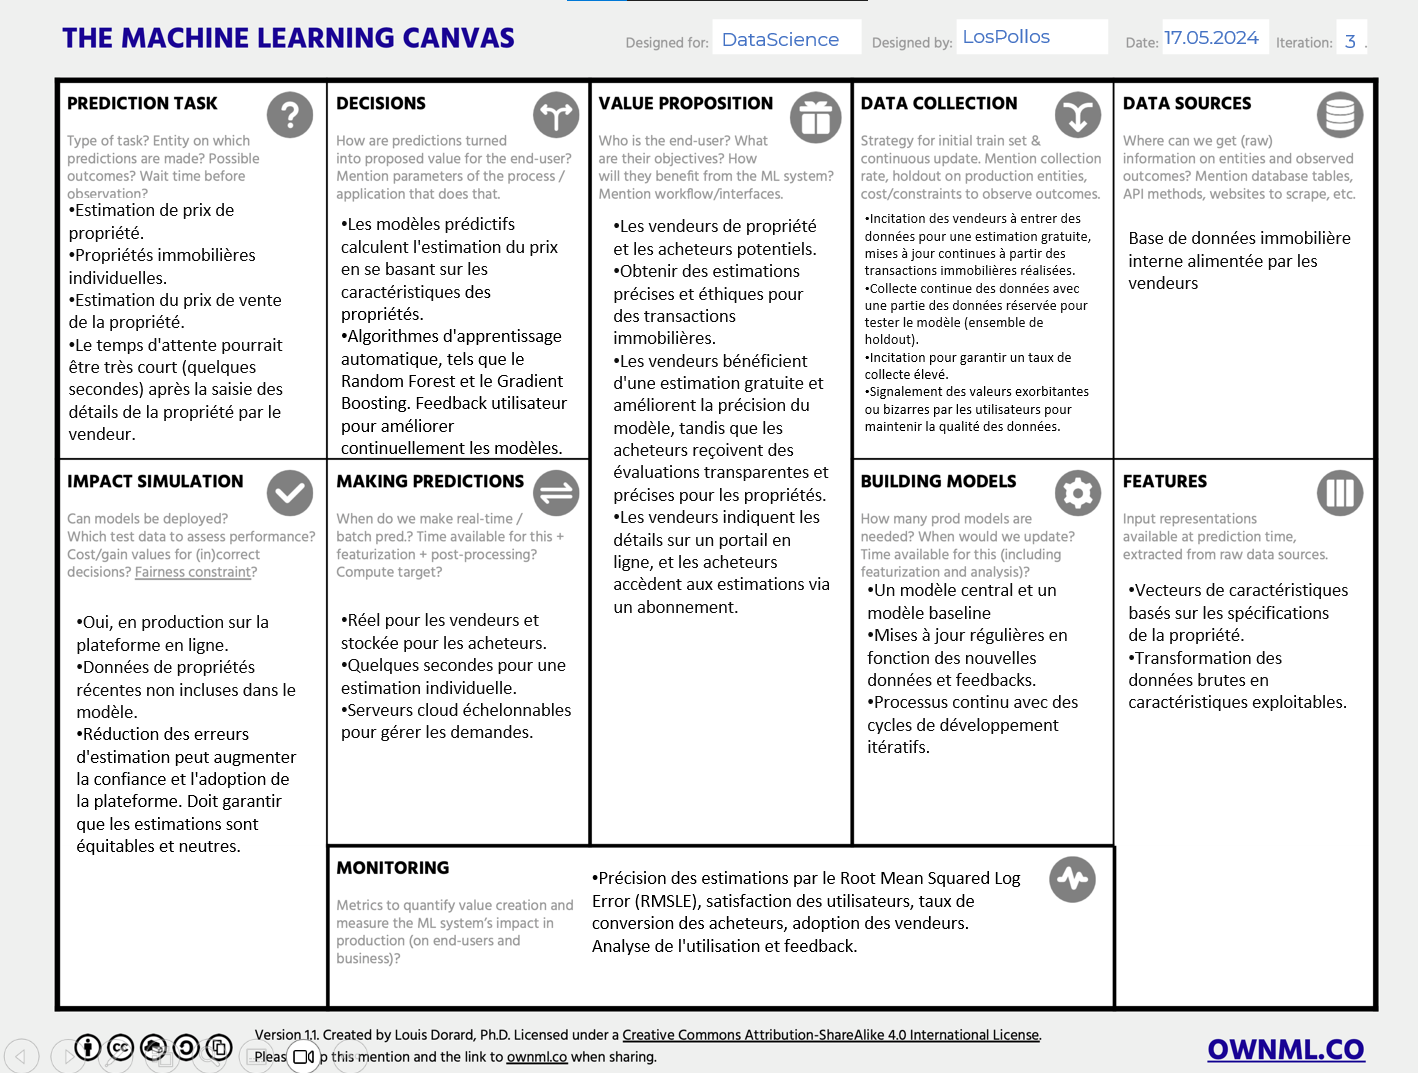 THE MACHINE LEARNING CANVAS
Designed for: DataScience
Designed by: LosPollos
Date: 17.05.2024
Iteration: 3 .
PREDICTION TASK
Type of task? Entity on which
predictions are made? Possible
outcomes? Wait time before
observation?
•Estimation de prix de
propriété.
•Propriétés immobilières
individuelles.
•Estimation du prix de vente
de la propriété.
•Le temps d'attente pourrait
être très court (quelques
secondes) après la saisie des
détails de la propriété par le
vendeur.
DECISIONS
How are predictions turned
into proposed value for the end-user?
Mention parameters of the process /
application that does that.
•Les modèles prédictifs
calculent l'estimation du prix
en se basant sur les
caractéristiques des
propriétés.
•Algorithmes d'apprentissage
automatique, tels que le
Random Forest et le Gradient
Boosting. Feedback utilisateur
pour améliorer
continuellement les modèles.
VALUE PROPOSITION
Who is the end-user? What
are their objectives? How
will they benefit from the ML system?
Mention workflow/interfaces.
•Les vendeurs de propriété
et les acheteurs potentiels.
•Obtenir des estimations
précises et éthiques pour
des transactions
immobilières.
•Les vendeurs bénéficient
d'une estimation gratuite et
améliorent la précision du
modèle, tandis que les
acheteurs reçoivent des
évaluations transparentes et
précises pour les propriétés.
•Les vendeurs indiquent les
détails sur un portail en
ligne, et les acheteurs
accèdent aux estimations via
un abonnement.
DATA COLLECTION
Strategy for initial train set &
continuous update. Mention collection
rate, holdout on production entities,
cost/constraints to observe outcomes.
•Incitation des vendeurs à entrer des
données pour une estimation gratuite,
mises à jour continues à partir des
transactions immobilières réalisées.
•Collecte continue des données avec
une partie des données réservée pour
tester le modèle (ensemble de
holdout).
•Incitation pour garantir un taux de
collecte élevé.
•Signalement des valeurs exorbitantes
ou bizarres par les utilisateurs pour
maintenir la qualité des données.
DATA SOURCES
Where can we get (raw)
information on entities and observed
outcomes? Mention database tables,
API methods, websites to scrape, etc.
Base de données immobilière
interne alimentée par les
vendeurs
IMPACT SIMULATION
Can models be deployed?
Which test data to assess performance?
Cost/gain values for (in)correct
decisions? Fairness constraint?
•Oui, en production sur la
plateforme en ligne.
•Données de propriétés
récentes non incluses dans le
modèle.
•Réduction des erreurs
d'estimation peut augmenter
la confiance et l'adoption de
la plateforme. Doit garantir
que les estimations sont
équitables et neutres.
MAKING PREDICTIONS
When do we make real-time /
batch pred.? Time available for this +
featurization + post-processing?
Compute target?
•Réel pour les vendeurs et
stockée pour les acheteurs.
•Quelques secondes pour une
estimation individuelle.
•Serveurs cloud échelonnables
pour gérer les demandes.
BUILDING MODELS
How many prod models are
needed? When would we update?
Time available for this (including
featurization and analysis)?
•Un modèle central et un
modèle baseline
•Mises à jour régulières en
fonction des nouvelles
données et feedbacks.
•Processus continu avec des
cycles de développement
itératifs.
FEATURES
Input representations
available at prediction time,
extracted from raw data sources.
•Vecteurs de caractéristiques
basés sur les spécifications
de la propriété.
•Transformation des
données brutes en
caractéristiques exploitables.
MONITORING
Metrics to quantify value creation and
measure the ML system's impact in
production (on end-users and
business)?
•Précision des estimations par le Root Mean Squared Log
Error (RMSLE), satisfaction des utilisateurs, taux de
conversion des acheteurs, adoption des vendeurs.
Analyse de l'utilisation et feedback.
Version 1.1. Created by Louis Dorard, Ph.D. Licensed under a Creative Commons Attribution-ShareAlike 4.0 International License.
this mention and the link to ownml.co when sharing.
OWNML.CO